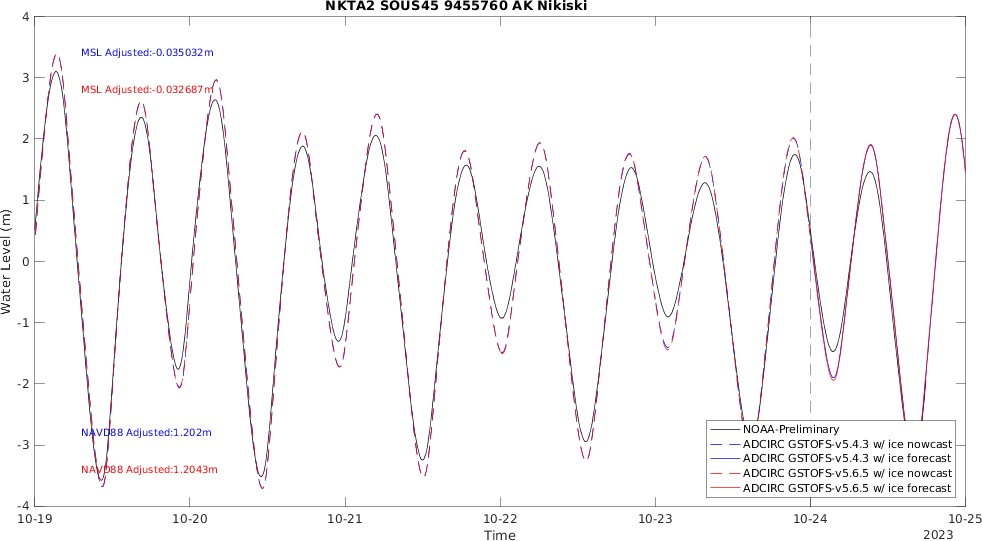 NKTA2 SOUS45 9455760 AK Nikiski
4
3
2
1
0
-1
-2
-3
-4
Water Level (m)
MSL Adjusted:-0.035032m
MSL Adjusted:-0.032687m
NAVD88 Adjusted:1.202m
NAVD88 Adjusted:1.2043m
NOAA-Preliminary
ADCIRC GSTOFS-v5.4.3 w/ ice nowcast
ADCIRC GSTOFS-v5.4.3 w/ ice forecast
ADCIRC GSTOFS-v5.6.5 w/ ice nowcast
ADCIRC GSTOFS-v5.6.5 w/ ice forecast
10-19 10-20 10-21 10-22 10-23 10-24 10-25
Time
2023